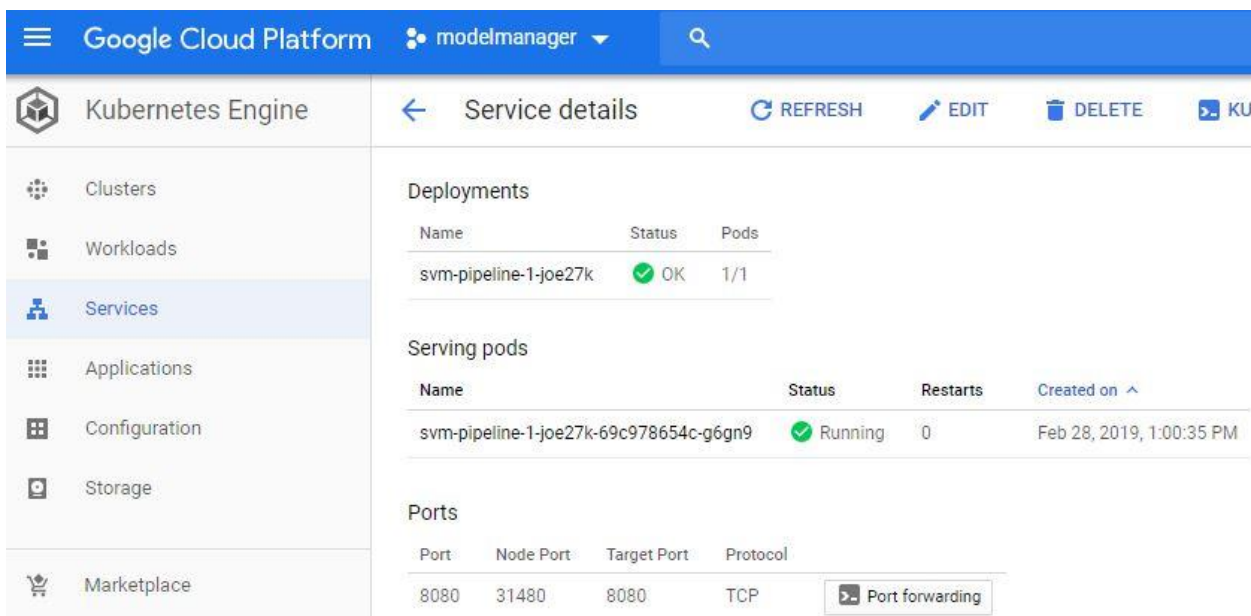 Google Cloud Platform modelmanager
Kubernetes Engine
Service details REFRESH EDIT DELETE KU
Clusters
Workloads
Services
Applications
Configuration
Storage
Marketplace
Deployments
Name Status Pods
svm-pipeline-1-joe27k OK 1/1
Serving pods
Name Status Restarts Created on
svm-pipeline-1-joe27k-69c978654c-g6gn9 Running 0 Feb 28, 2019, 1:00:35 PM
Ports
Port Node Port Target Port Protocol
8080 31480 8080 TCP Port forwarding